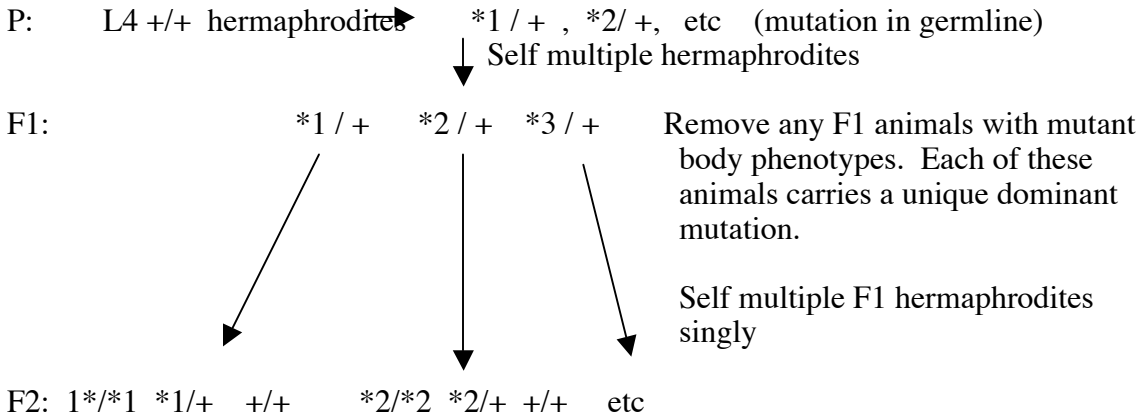 P: L4 +/+ hermaphrodites *1 / + , *2/ +, etc (mutation in germline)
Self multiple hermaphrodites
F1: *1 / + *2 / + *3 / + Remove any F1 animals with mutant
body phenotypes. Each of these
animals carries a unique dominant
mutation.
Self multiple F1 hermaphrodites
singly
F2: 1*/*1 *1/+ +/+ *2/*2 *2/+ +/+ etc